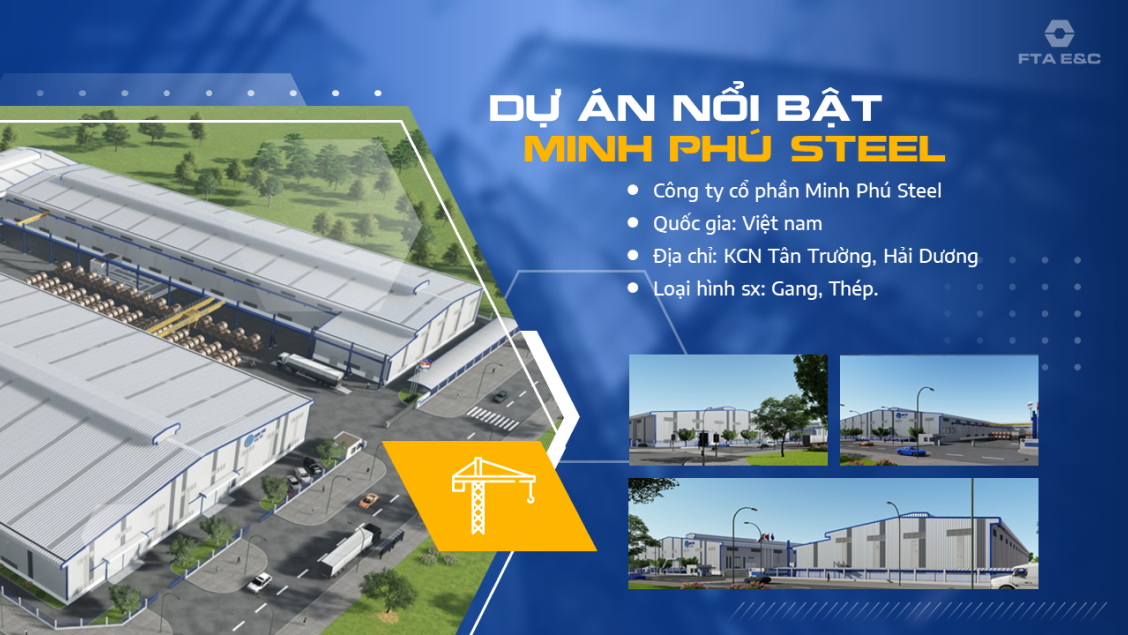 FTA E&C
DỰ ÁN NỔI BẬT
MINH PHÚ STEEL
Công ty cổ phần Minh Phú Steel
Quốc gia: Việt nam
Địa chỉ: KCN Tân Trường, Hải Dương
Loại hình sx: Gang, Thép.